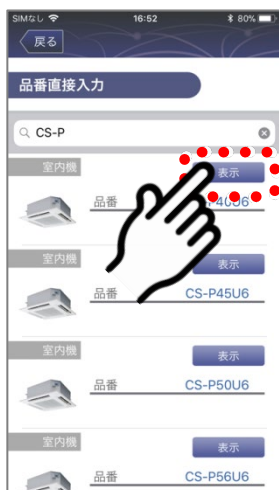 SIMなし 16:52 80%
戻る
品番直接入力
CS-P
室内機
表示
品番 CS-P40U6
室内機
表示
品番 CS-P45U6
室内機
表示
品番 CS-P50U6
室内機
表示
品番 CS-P56U6